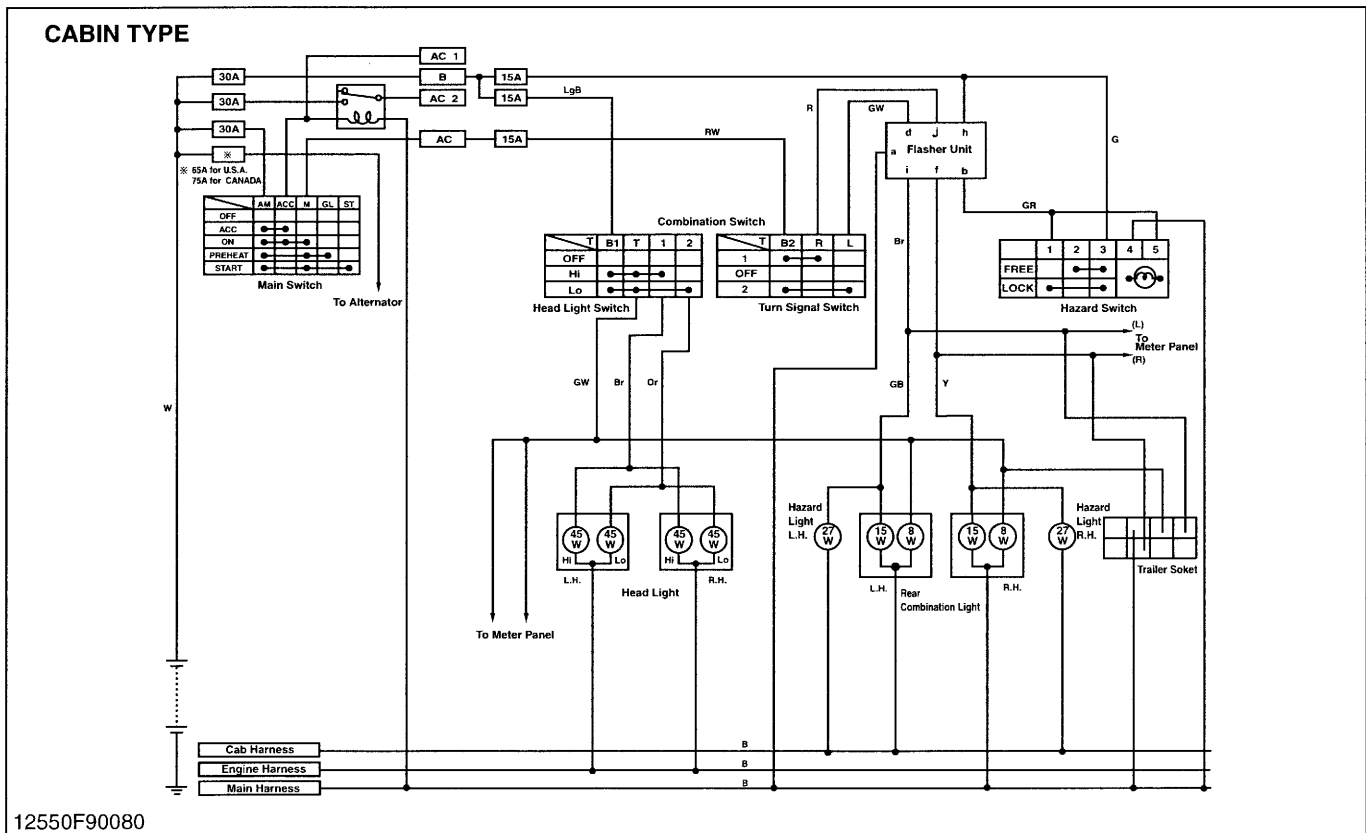 CABIN TYPE
AC 1
30A B 15A
30A AC 2 15A
LgB
R GW
30A AC 15A RW
d j h
a Flasher Unit
i f b
G
※
※ 65A for U.S.A.
75A for CANADA
AM ACC M GL ST
OFF
ACC
ON
PREHEAT
START
Main Switch
To Alternator
Combination Switch
T B1 T 1 2
OFF
Hi
Lo
Head Light Switch
T B2 R L
1
OFF
2
Turn Signal Switch
Br
GR
1 2 3 4 5
FREE
LOCK
Hazard Switch
(L)
To
Meter Panel
(R)
GW Br Or
GB Y
W
45 W
45 W
Hi Lo
L.H.
45 W
45 W
Hi Lo
R.H.
Head Light
Hazard
Light
L.H.
27 W
15 W
8 W
L.H.
Rear
Combination Light
15 W
8 W
R.H.
27 W
Hazard
Light
R.H.
Trailer Soket
To Meter Panel
Cab Harness B
Engine Harness B
Main Harness B
12550F90080